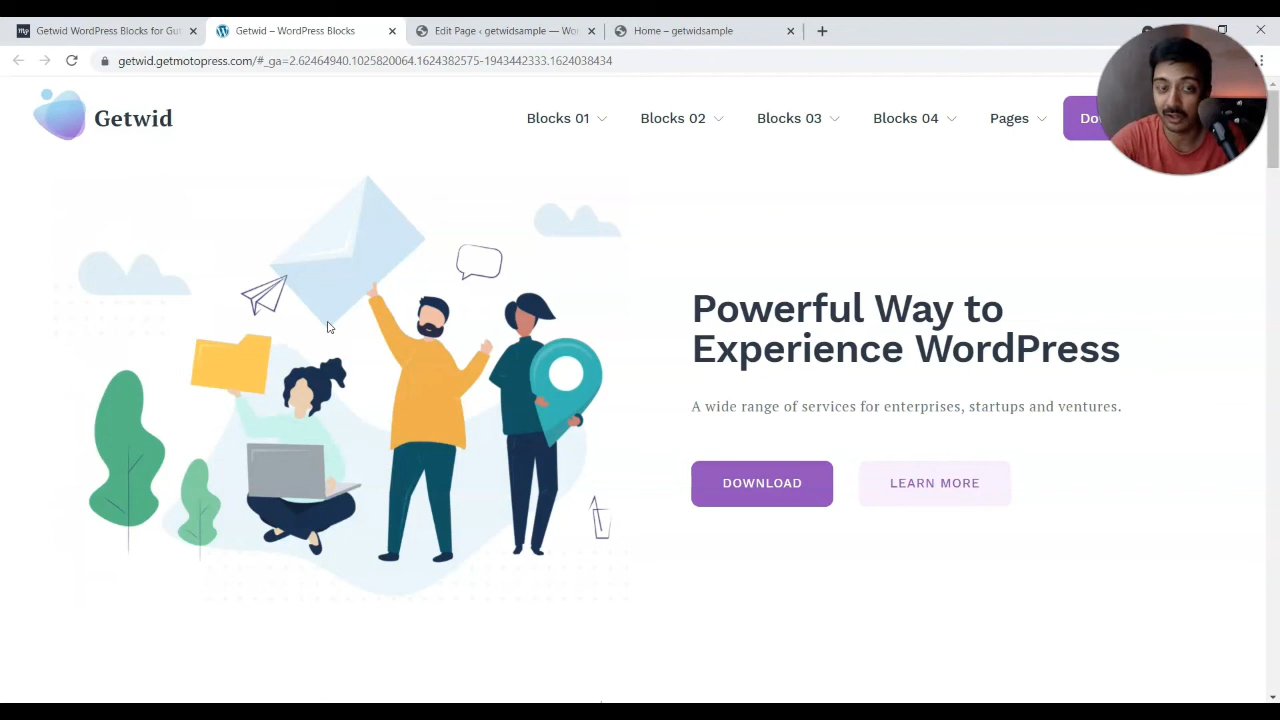 Getwid WordPress Blocks for Gut
Getwid – WordPress Blocks
Edit Page ‹ getwidsample — Wo
Home – getwidsample
getwid.getmotopress.com/#_ga=2.62464940.1025820064.1624382575-1943442333.1624038434
Getwid
Blocks 01
Blocks 02
Blocks 03
Blocks 04
Pages
Do
Powerful Way to
Experience WordPress
A wide range of services for enterprises, startups and ventures.
DOWNLOAD
LEARN MORE